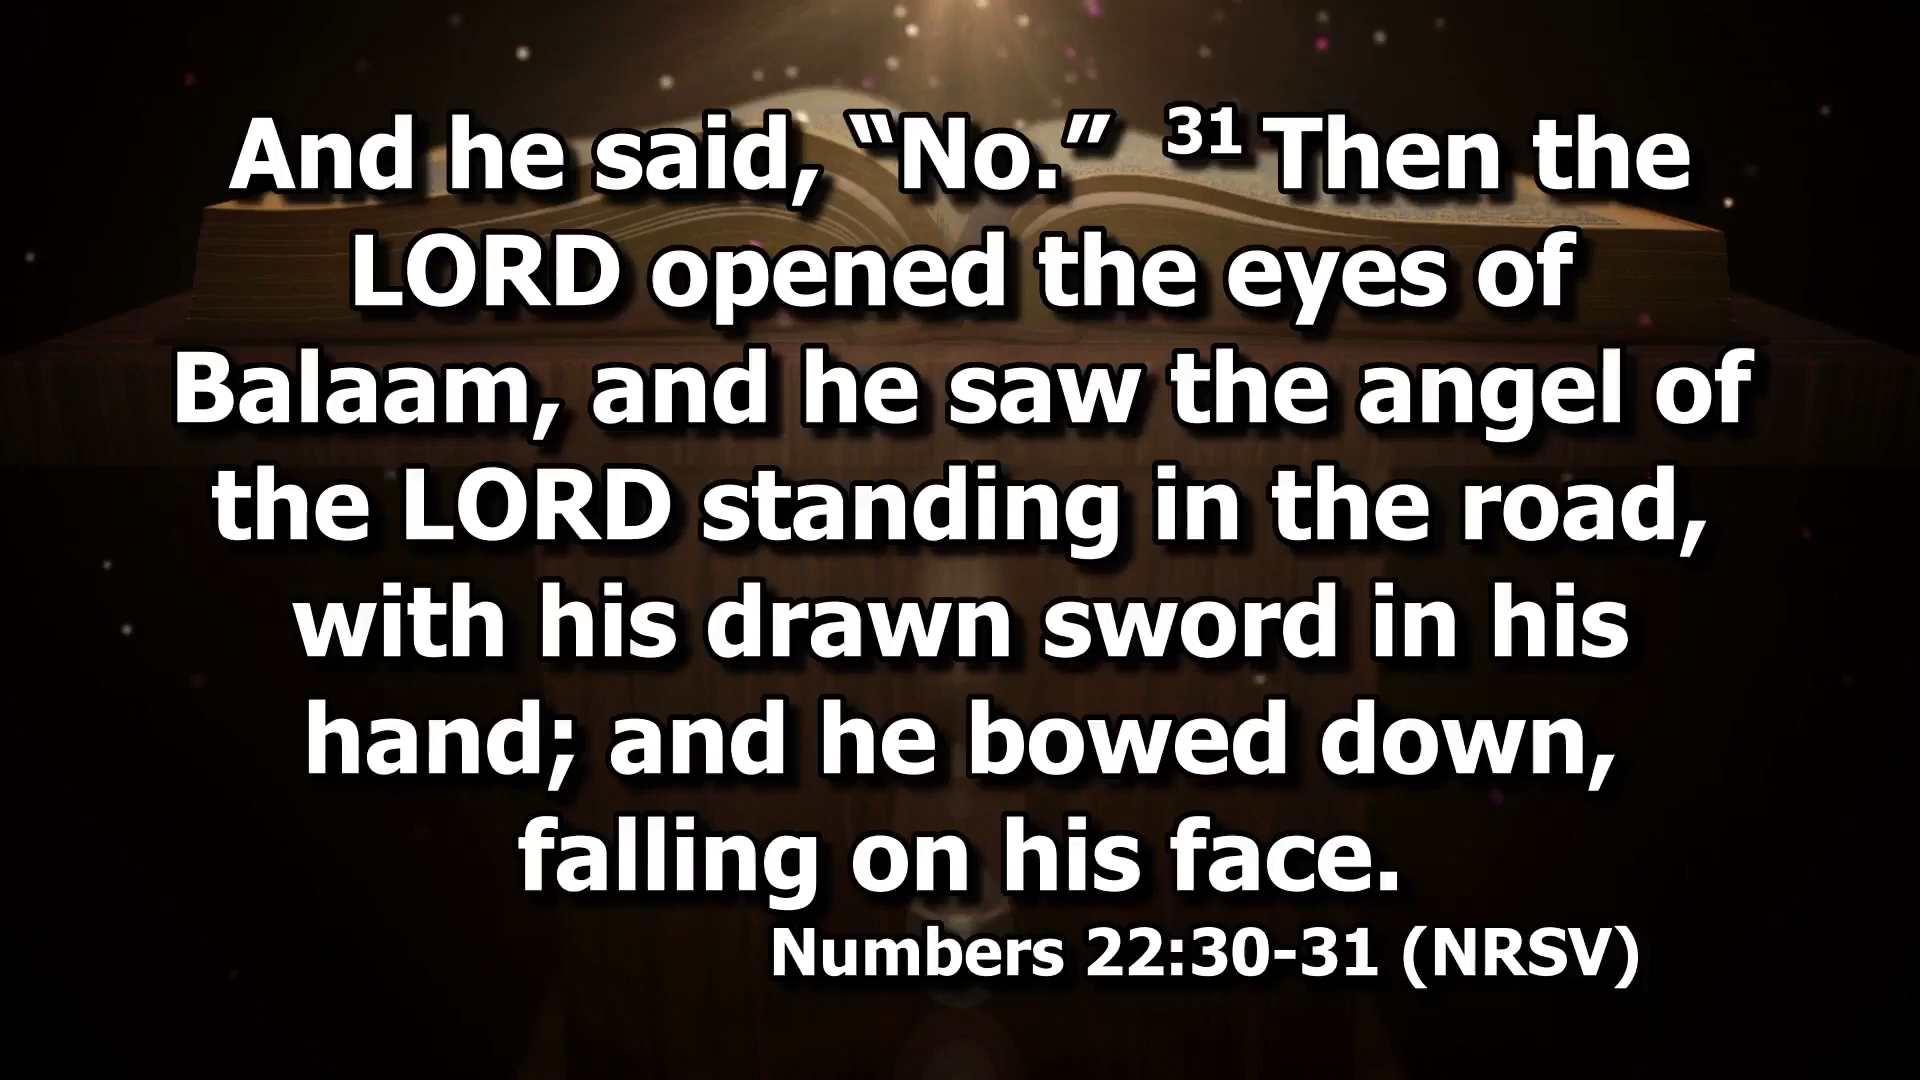 And he said, “No.” 31 Then the
LORD opened the eyes of
Balaam, and he saw the angel of
the LORD standing in the road,
with his drawn sword in his
hand; and he bowed down,
falling on his face.
Numbers 22:30-31 (NRSV)